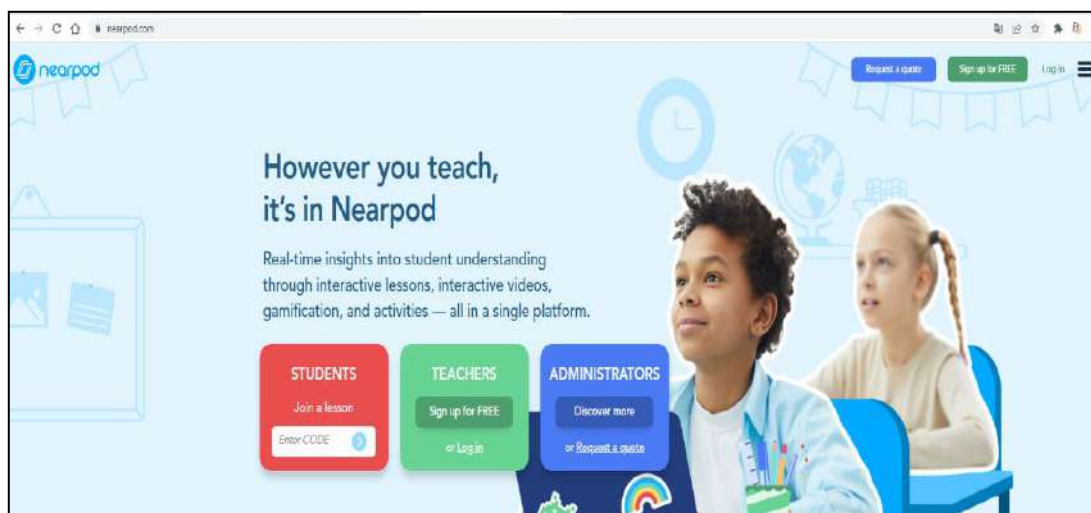 nearpod.com
nearpod
Request a quote
Sign up for FREE
Log in
However you teach,
it's in Nearpod
Real-time insights into student understanding
through interactive lessons, interactive videos,
gamification, and activities — all in a single platform.
STUDENTS
Join a lesson
Enter CODE
TEACHERS
Sign up for FREE
or Log in
ADMINISTRATORS
Discover more
or Request a quote